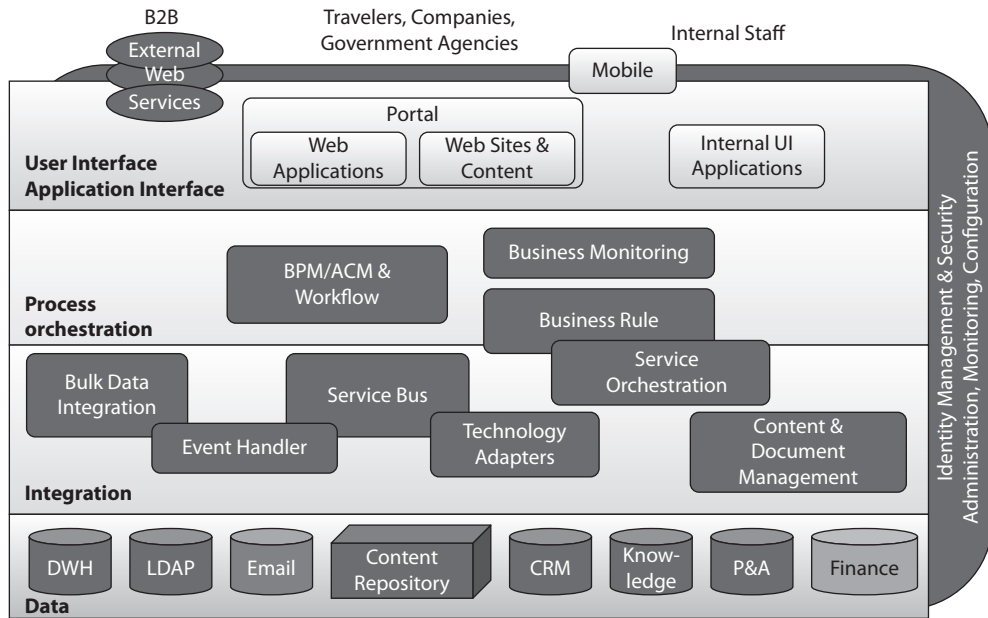 B2B
Travelers, Companies,
Government Agencies
Internal Staff
External
Web
Services
Mobile
Portal
Web
Applications
Web Sites &
Content
Internal UI
Applications
User Interface
Application Interface
BPM/ACM &
Workflow
Business Monitoring
Business Rule
Process
orchestration
Service
Orchestration
Bulk Data
Integration
Service Bus
Event Handler
Technology
Adapters
Content &
Document
Management
Integration
DWH
LDAP
Email
Content
Repository
CRM
Know-
ledge
P&A
Finance
Data
Identity Management & Security
Administration, Monitoring, Configuration